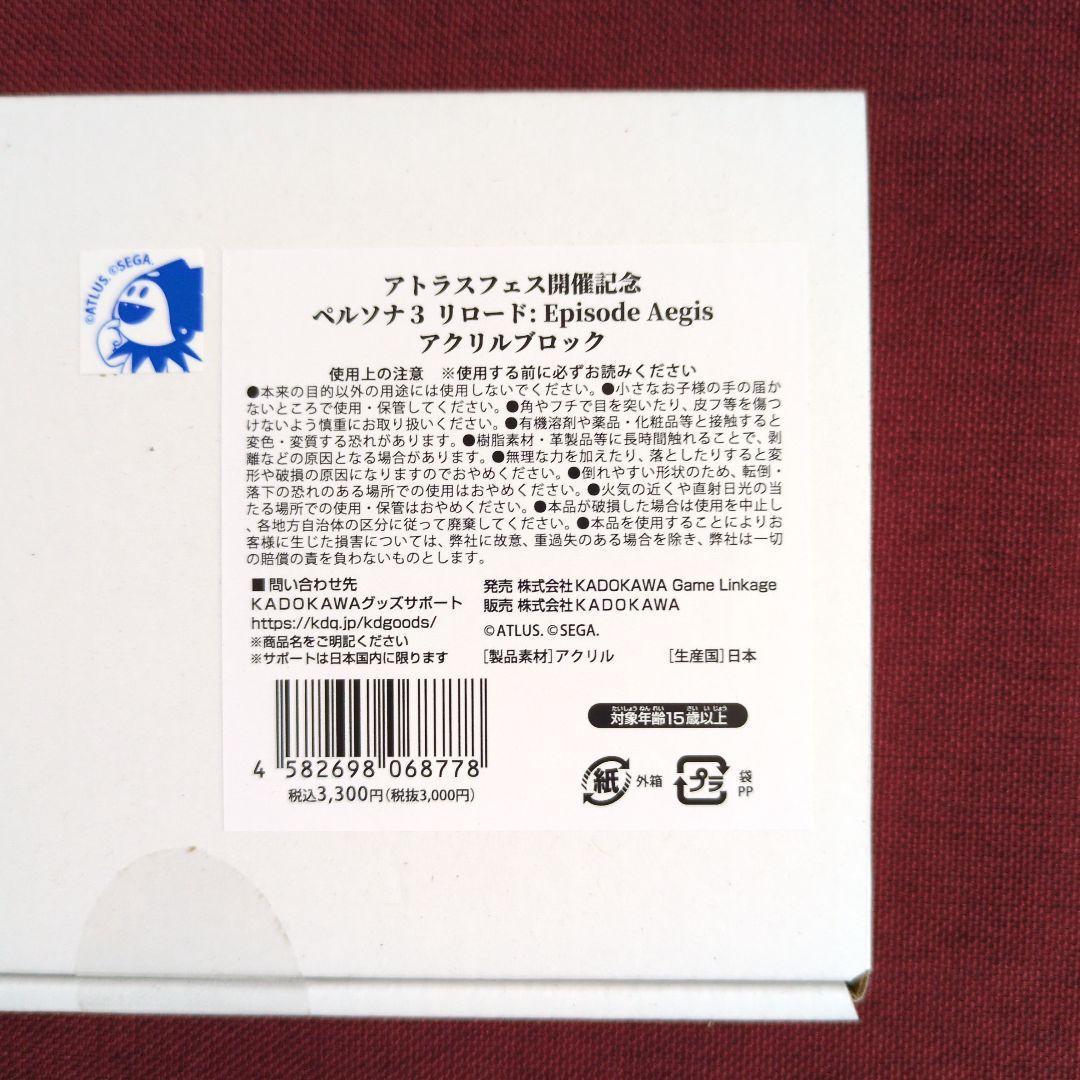 ©ATLUS. ©SEGA.
アトラスフェス開催記念
ペルソナ3 リロード: Episode Aegis
アクリルブロック
使用上の注意 ※使用する前に必ずお読みください
●本来の目的以外の用途には使用しないでください。●小さなお子様の手の届か
ないところで使用・保管してください。●角やフチで目を突いたり、皮フ等を傷つ
けないよう慎重にお取り扱いください。●有機溶剤や薬品・化粧品等と接触すると
変色・変質する恐れがあります。●樹脂素材・革製品等に長時間触れることで、剥
離などの原因となる場合があります。●無理な力を加えたり、落としたりすると変
形や破損の原因になりますのでおやめください。●倒れやすい形状のため、転倒・
落下の恐れのある場所での使用はおやめください。●火気の近くや直射日光の当
たる場所での使用・保管はおやめください。●本品が破損した場合は使用を中止し
、各地方自治体の区分に従って廃棄してください。●本品を使用することによりお
客様に生じた損害については、弊社に故意、重過失のある場合を除き、弊社は一切
の賠償の責を負わないものとします。
■問い合わせ先
KADOKAWAグッズサポート
https://kdq.jp/kdgoods/
※商品名をご明記ください
※サポートは日本国内に限ります
発売 株式会社KADOKAWA Game Linkage
販売 株式会社KADOKAWA
©ATLUS. ©SEGA.
[製品素材]アクリル [生産国]日本
4 582698 068778
税込3,300円(税抜3,000円)
たいしょうねんれい さいいじょう
対象年齢15歳以上
紙 外箱
プラ 袋
PP